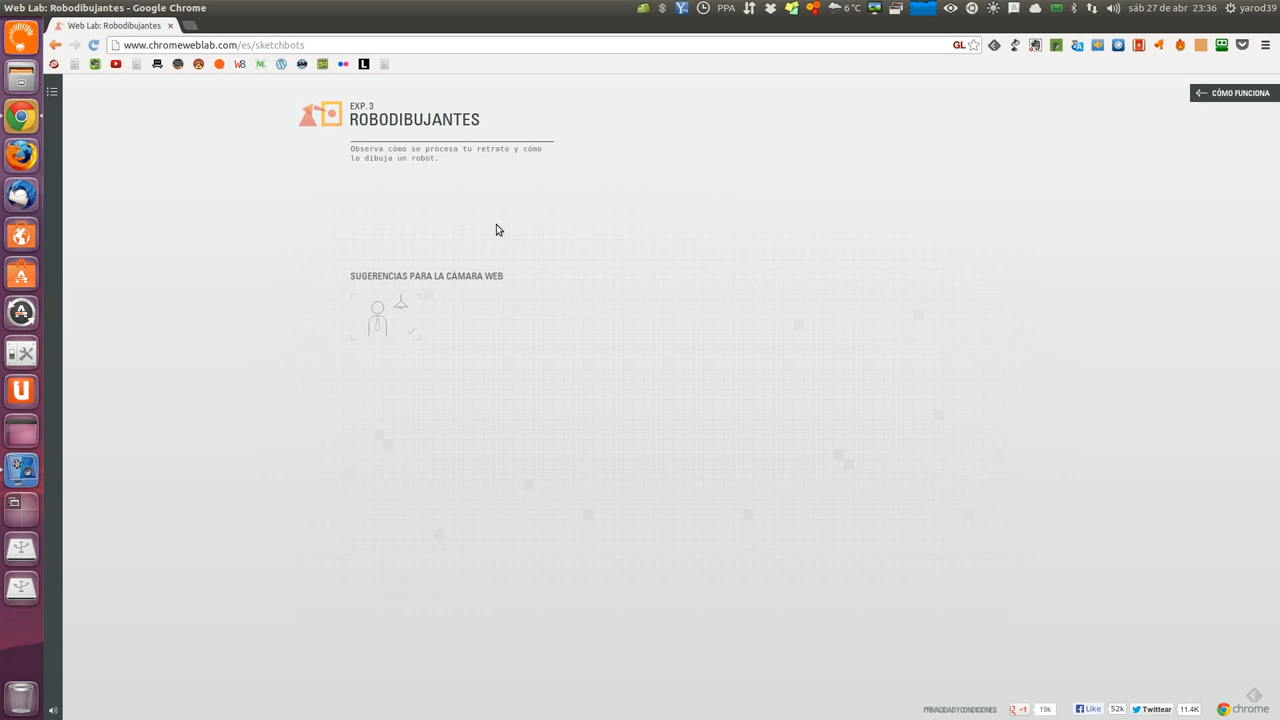 Web Lab: Robodibujantes - Google Chrome
PPA
6°C
A
sáb 27 de abr
23:36
yarod39
Web Lab: Robodibujantes
www.chromeweblab.com/es/sketchbots
GL
W8
NL
L
CÓMO FUNCIONA
EXP. 3
ROBODIBUJANTES
Observa cómo se procesa tu retrato y cómo
lo dibuja un robot.
SUGERENCIAS PARA LA CÁMARA WEB
PRIVACIDAD Y CONDICIONES
+1
19k
Like
52k
Twittear
11.4K
chrome